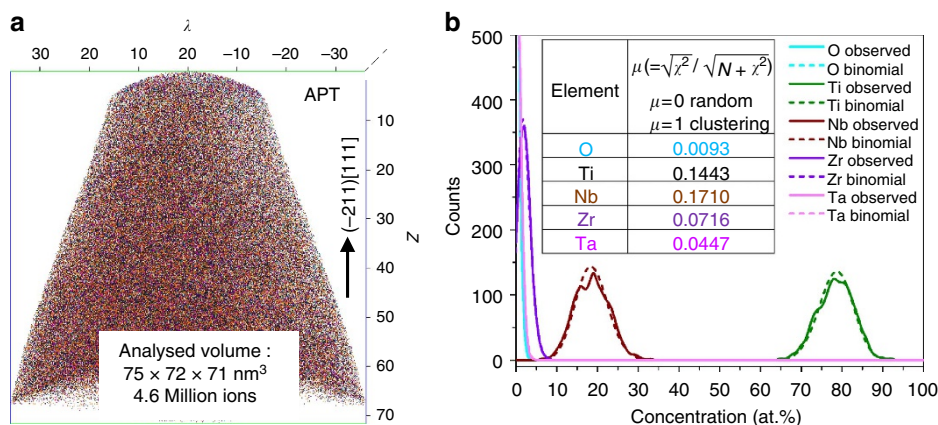 a
λ
30 20 10 0 −10 −20 −30
APT
10
20
30
40
50
60
70
Z
(−211)[111]
Analysed volume :
75 × 72 × 71 nm³
4.6 Million ions
b
500
400
300
200
100
0
Counts
0 10 20 30 40 50 60 70 80 90 100
Concentration (at.%)
Element
μ(=√χ²/√N + χ²)
μ=0 random
μ=1 clustering
O 0.0093
Ti 0.1443
Nb 0.1710
Zr 0.0716
Ta 0.0447
O observed
O binomial
Ti observed
Ti binomial
Nb observed
Nb binomial
Zr observed
Zr binomial
Ta observed
Ta binomial